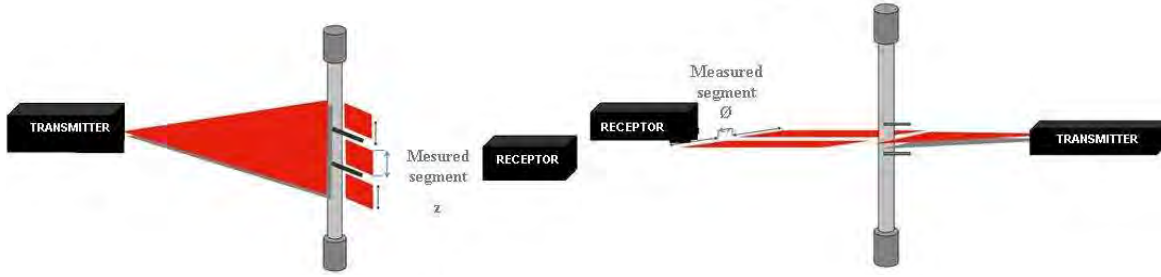 TRANSMITTER
Mesured
segment
z
RECEPTOR
RECEPTOR
Measured
segment
Ø
TRANSMITTER